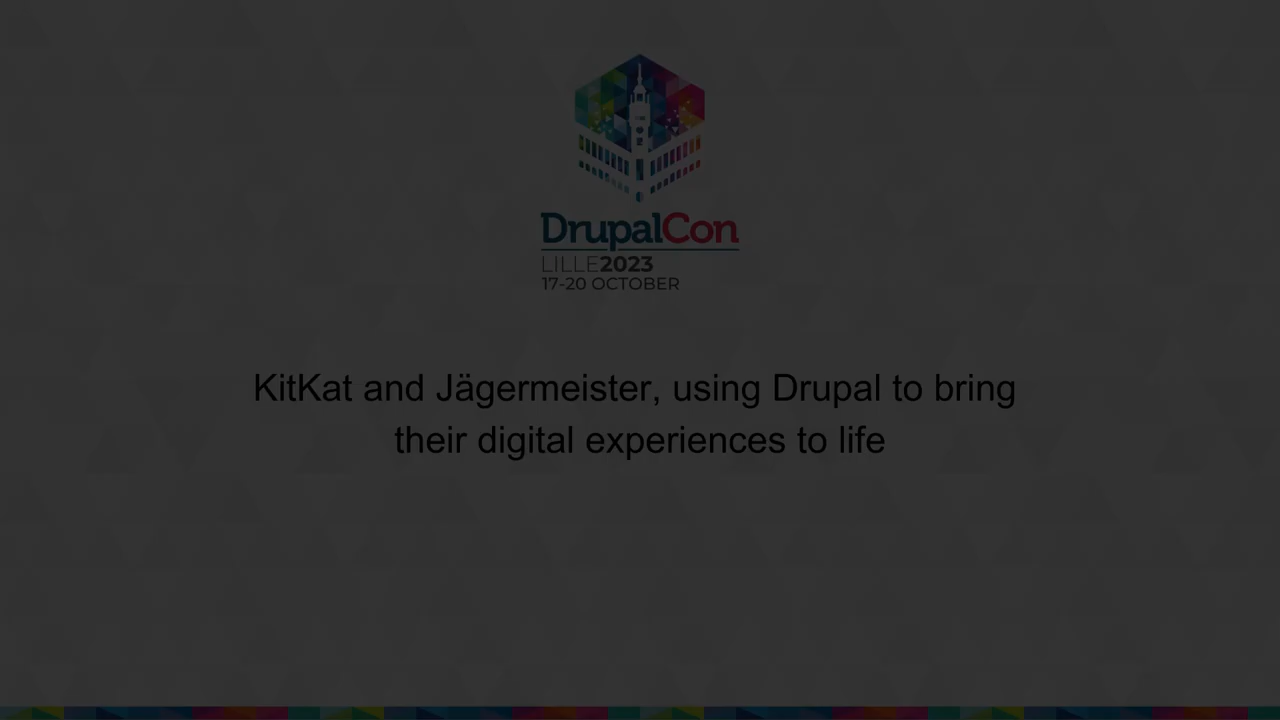 DrupalCon
LILLE2023
17-20 OCTOBER
KitKat and Jägermeister, using Drupal to bring
their digital experiences to life